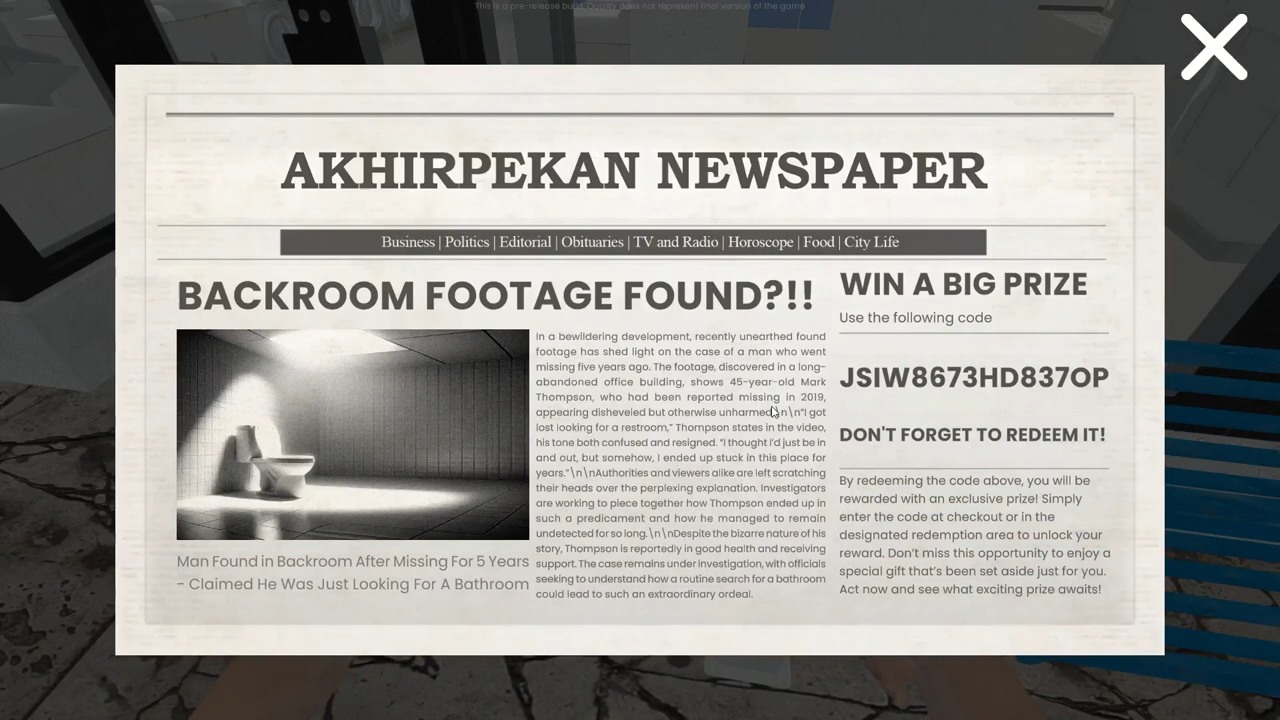 This is a pre-release build. Quality does not represent final version of the game
AKHIRPEKAN NEWSPAPER
Business | Politics | Editorial | Obituaries | TV and Radio | Horoscope | Food | City Life
BACKROOM FOOTAGE FOUND?!!
Man Found in Backroom After Missing For 5 Years
- Claimed He Was Just Looking For A Bathroom
In a bewildering development, recently unearthed found
footage has shed light on the case of a man who went
missing five years ago. The footage, discovered in a long-
abandoned office building, shows 45-year-old Mark
Thompson, who had been reported missing in 2019,
appearing disheveled but otherwise unharmed.\n\n"I got
lost looking for a restroom," Thompson states in the video,
his tone both confused and resigned. "I thought I'd just be in
and out, but somehow, I ended up stuck in this place for
years."\n\nAuthorities and viewers alike are left scratching
their heads over the perplexing explanation. Investigators
are working to piece together how Thompson ended up in
such a predicament and how he managed to remain
undetected for so long.\n\nDespite the bizarre nature of his
story, Thompson is reportedly in good health and receiving
support. The case remains under investigation, with officials
seeking to understand how a routine search for a bathroom
could lead to such an extraordinary ordeal.
WIN A BIG PRIZE
Use the following code
JSIW8673HD837OP
DON'T FORGET TO REDEEM IT!
By redeeming the code above, you will be
rewarded with an exclusive prize! Simply
enter the code at checkout or in the
designated redemption area to unlock your
reward. Don't miss this opportunity to enjoy a
special gift that's been set aside just for you.
Act now and see what exciting prize awaits!